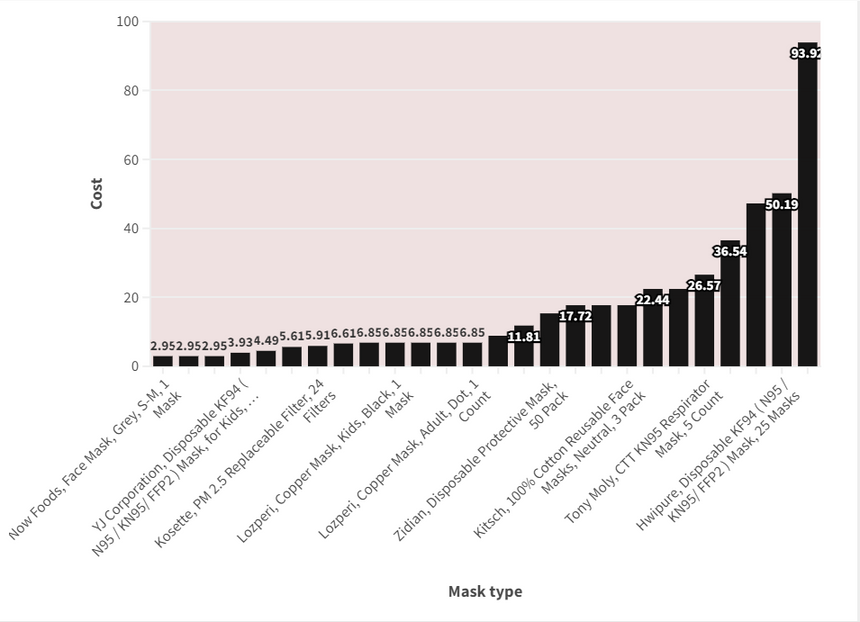 100
80
60
40
20
0
Cost
2.95
2.95
2.95
3.93
4.49
5.61
5.91
6.61
6.85
6.85
6.85
6.85
6.85
11.81
17.72
22.44
26.57
36.54
50.19
93.92
Now Foods, Face Mask, Grey, S-M, 1
Mask
YJ Corporation, Disposable KF94 (
N95 / KN95/ FFP2 ) Mask, for Kids, ...
Kosette, PM 2.5 Replaceable Filter, 24
Filters
Lozperi, Copper Mask, Kids, Black, 1
Mask
Lozperi, Copper Mask, Adult, Dot, 1
Count
Zidian, Disposable Protective Mask,
50 Pack
Kitsch, 100% Cotton Reusable Face
Masks, Neutral, 3 Pack
Tony Moly, CTT KN95 Respirator
Mask, 5 Count
Hwipure, Disposable KF94 ( N95 /
KN95/ FFP2 ) Mask, 25 Masks
Mask type